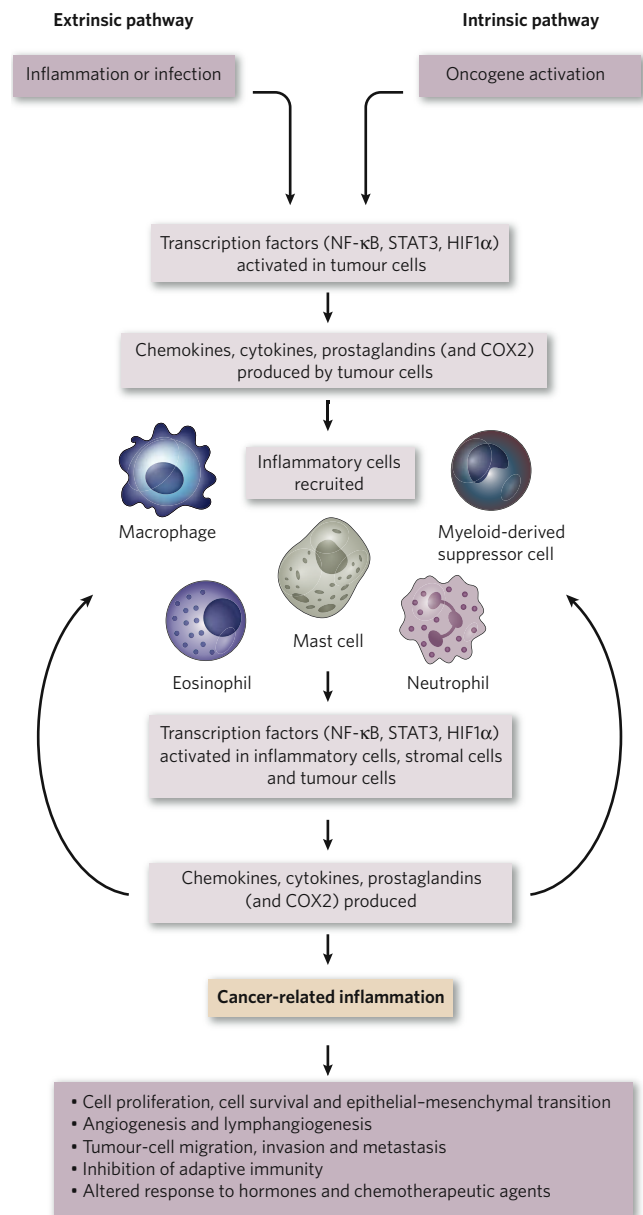 Extrinsic pathway
Intrinsic pathway
Inflammation or infection
Oncogene activation
Transcription factors (NF-κB, STAT3, HIF1α)
activated in tumour cells
Chemokines, cytokines, prostaglandins (and COX2)
produced by tumour cells
Inflammatory cells
recruited
Macrophage
Myeloid-derived
suppressor cell
Mast cell
Eosinophil
Neutrophil
Transcription factors (NF-κB, STAT3, HIF1α)
activated in inflammatory cells, stromal cells
and tumour cells
Chemokines, cytokines, prostaglandins
(and COX2) produced
Cancer-related inflammation
• Cell proliferation, cell survival and epithelial–mesenchymal transition
• Angiogenesis and lymphangiogenesis
• Tumour-cell migration, invasion and metastasis
• Inhibition of adaptive immunity
• Altered response to hormones and chemotherapeutic agents